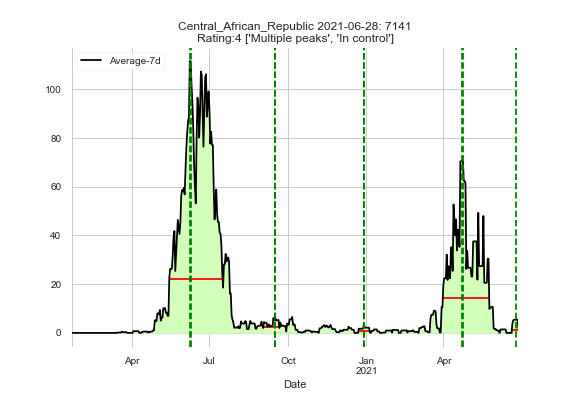 Central_African_Republic 2021-06-28: 7141
Rating:4 ['Multiple peaks', 'In control']
Average-7d
100
80
60
40
20
0
Apr
Jul
Oct
Jan
2021
Apr
Date